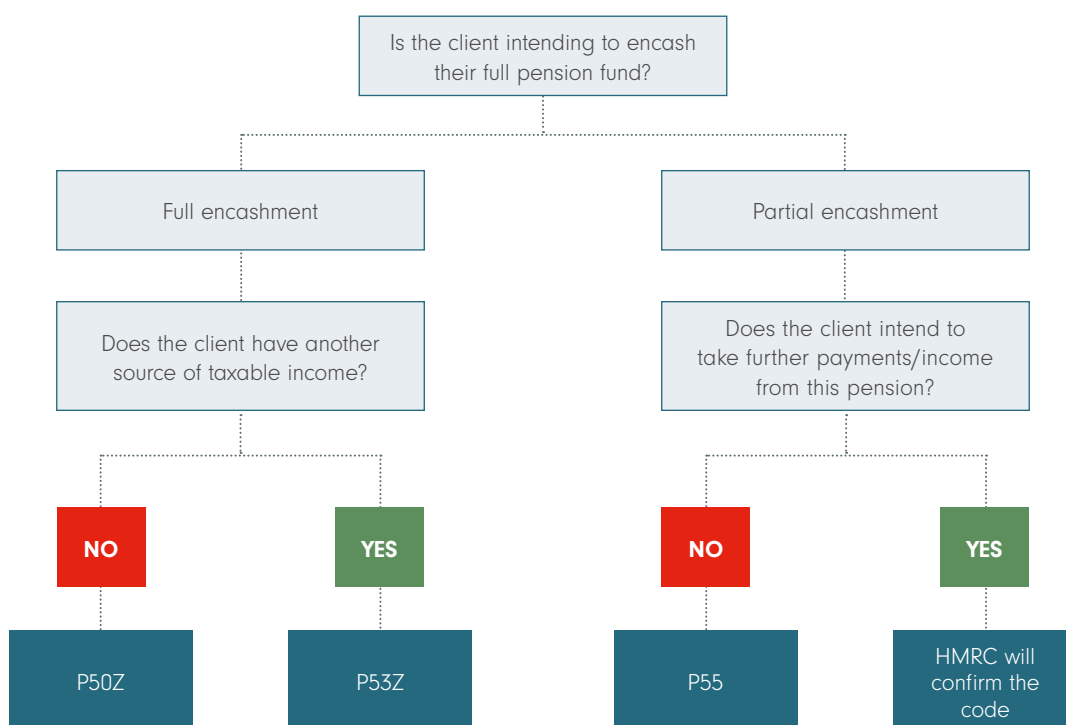 Is the client intending to encash
their full pension fund?
Full encashment
Partial encashment
Does the client have another
source of taxable income?
Does the client intend to
take further payments/income
from this pension?
NO
YES
NO
YES
P50Z
P53Z
P55
HMRC will
confirm the
code